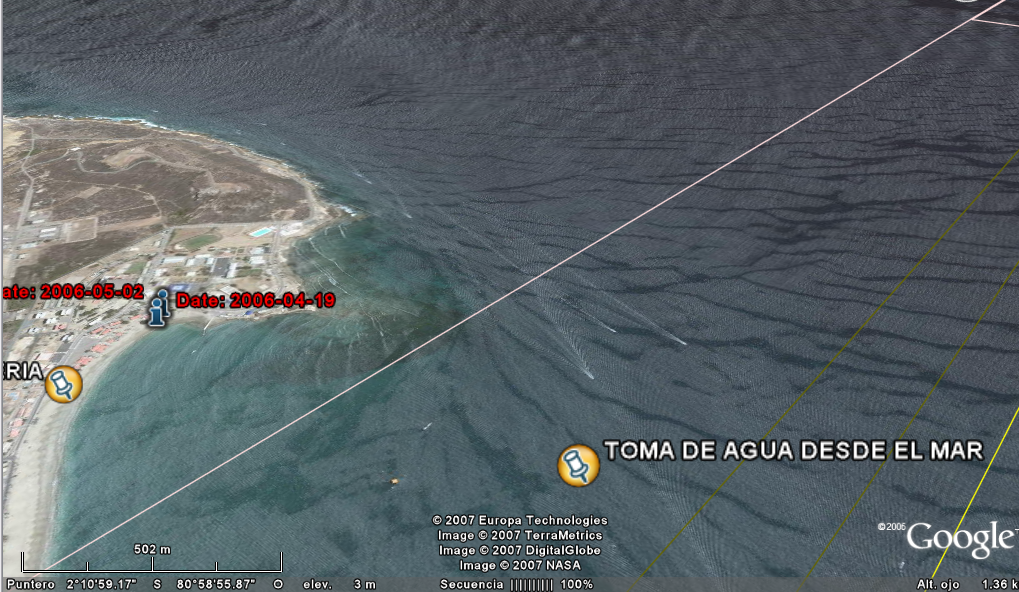 ate: 2006-05-02 Date: 2006-04-19
ERIA
TOMA DE AGUA DESDE EL MAR
© 2007 Europa Technologies
Image © 2007 TerraMetrics
Image © 2007 DigitalGlobe
Image © 2007 NASA
©2006 Google™
502 m
Puntero 2°10'59.17" S 80°58'55.87" O elev. 3 m Secuencia |||||||||| 100% Alt. ojo 1.36 k